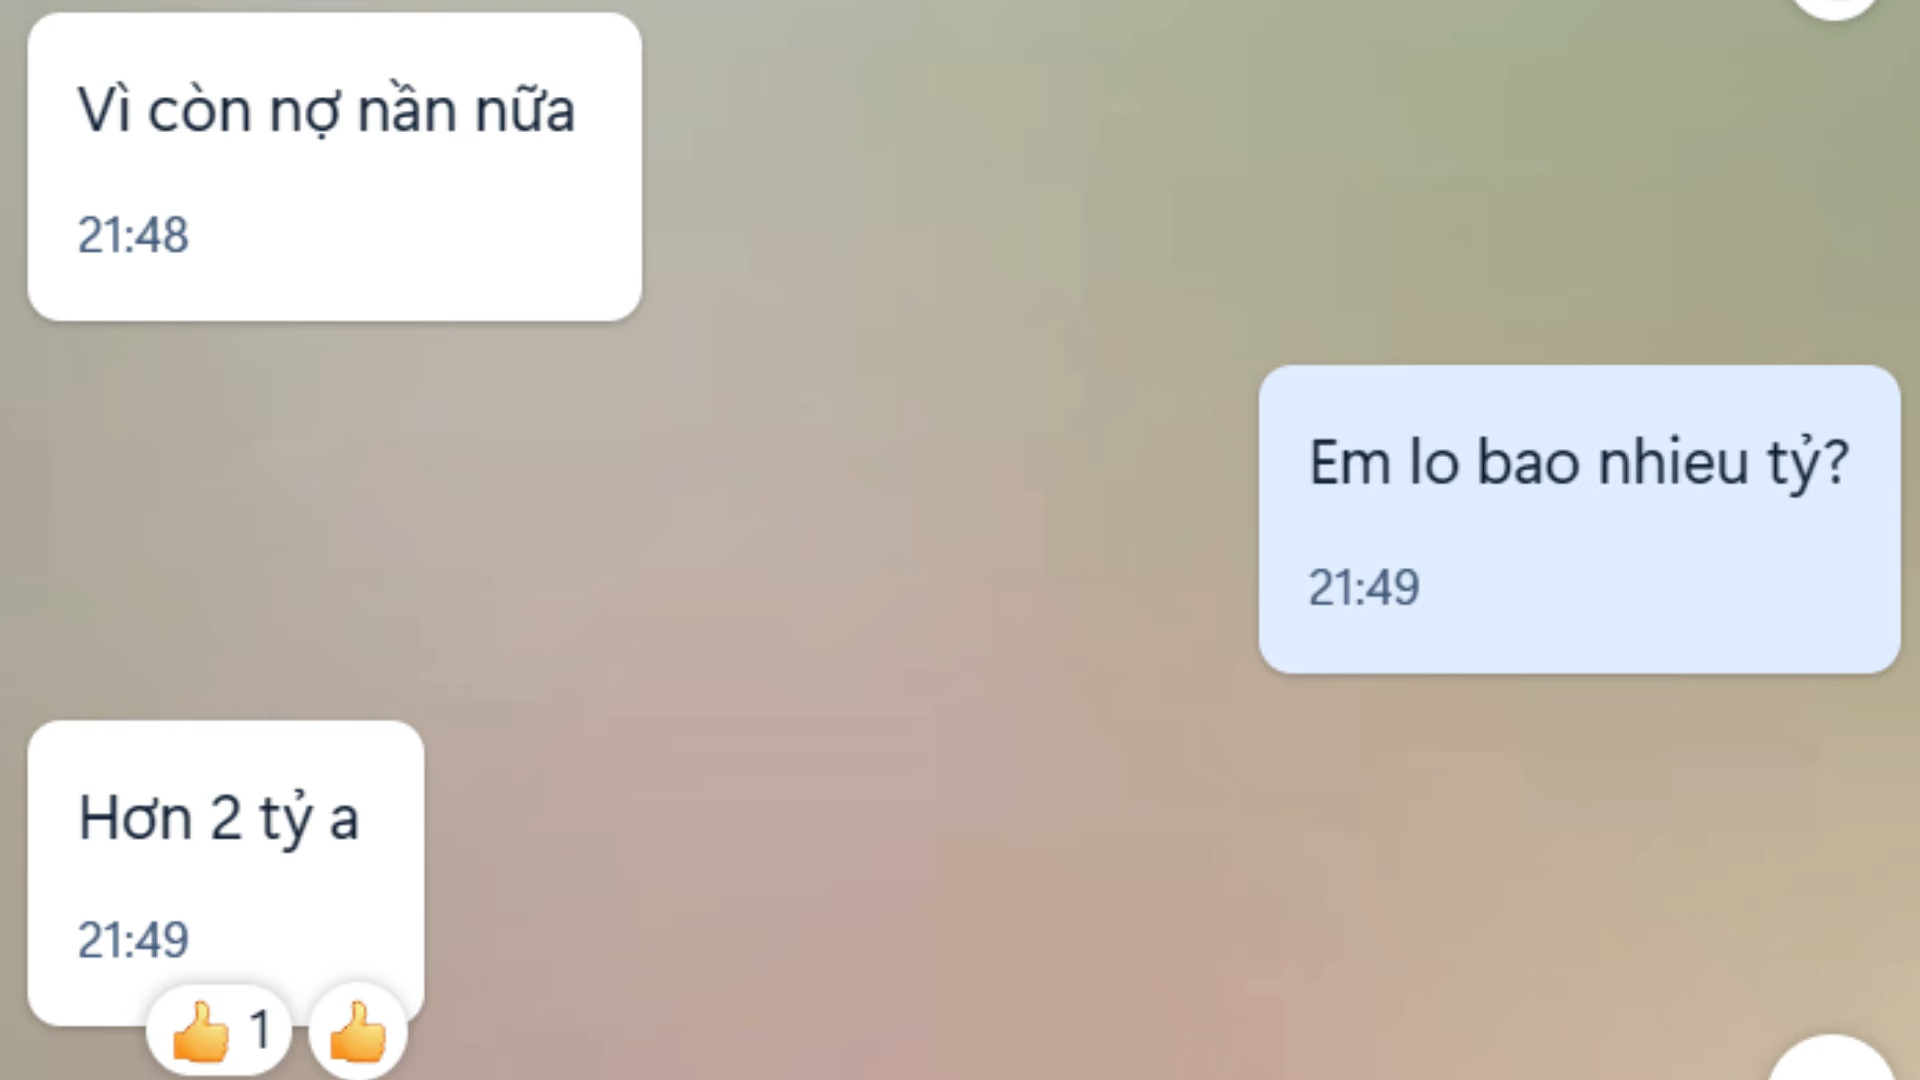 Vì còn nợ nần nữa
21:48
Em lo bao nhieu tỷ?
21:49
Hơn 2 tỷ a
21:49
1